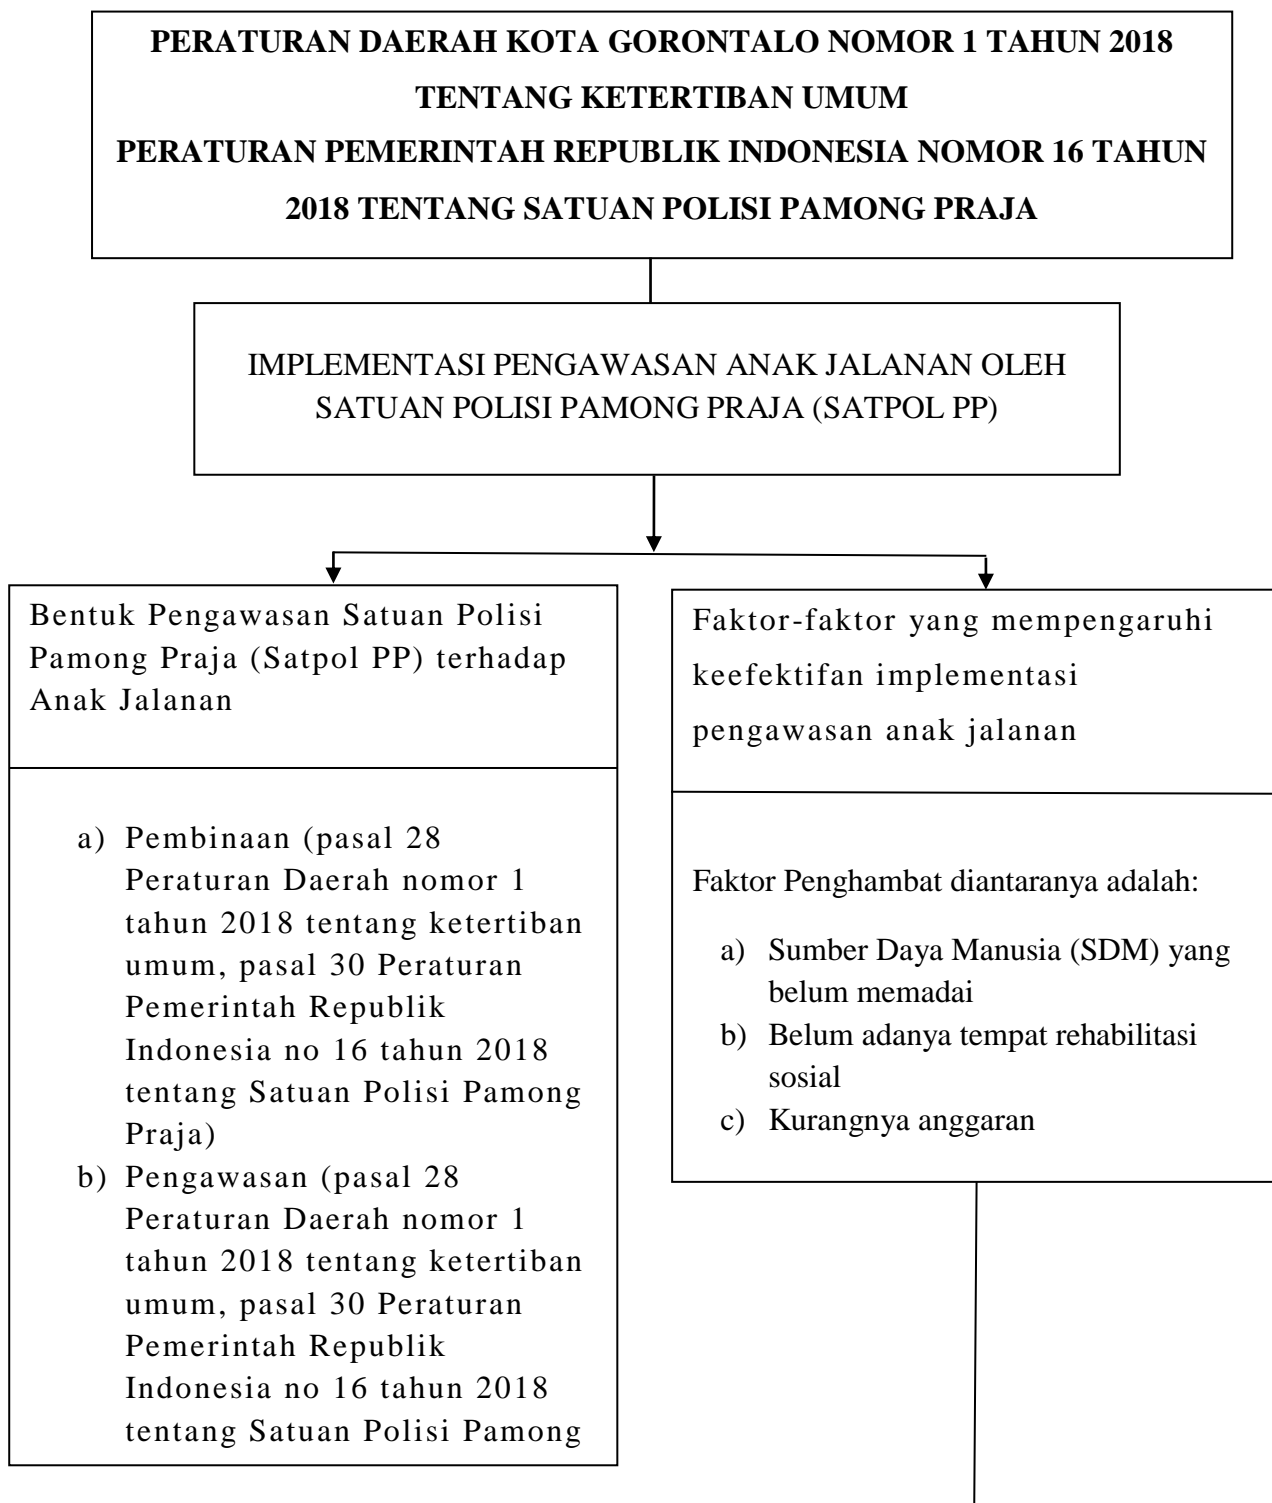 PERATURAN DAERAH KOTA GORONTALO NOMOR 1 TAHUN 2018
TENTANG KETERTIBAN UMUM
PERATURAN PEMERINTAH REPUBLIK INDONESIA NOMOR 16 TAHUN
2018 TENTANG SATUAN POLISI PAMONG PRAJA
IMPLEMENTASI PENGAWASAN ANAK JALANAN OLEH
SATUAN POLISI PAMONG PRAJA (SATPOL PP)
Bentuk Pengawasan Satuan Polisi
Pamong Praja (Satpol PP) terhadap
Anak Jalanan
a) Pembinaan (pasal 28
Peraturan Daerah nomor 1
tahun 2018 tentang ketertiban
umum, pasal 30 Peraturan
Pemerintah Republik
Indonesia no 16 tahun 2018
tentang Satuan Polisi Pamong
Praja)
b) Pengawasan (pasal 28
Peraturan Daerah nomor 1
tahun 2018 tentang ketertiban
umum, pasal 30 Peraturan
Pemerintah Republik
Indonesia no 16 tahun 2018
tentang Satuan Polisi Pamong
Faktor-faktor yang mempengaruhi
keefektifan implementasi
pengawasan anak jalanan
Faktor Penghambat diantaranya adalah:
a) Sumber Daya Manusia (SDM) yang
belum memadai
b) Belum adanya tempat rehabilitasi
sosial
c) Kurangnya anggaran